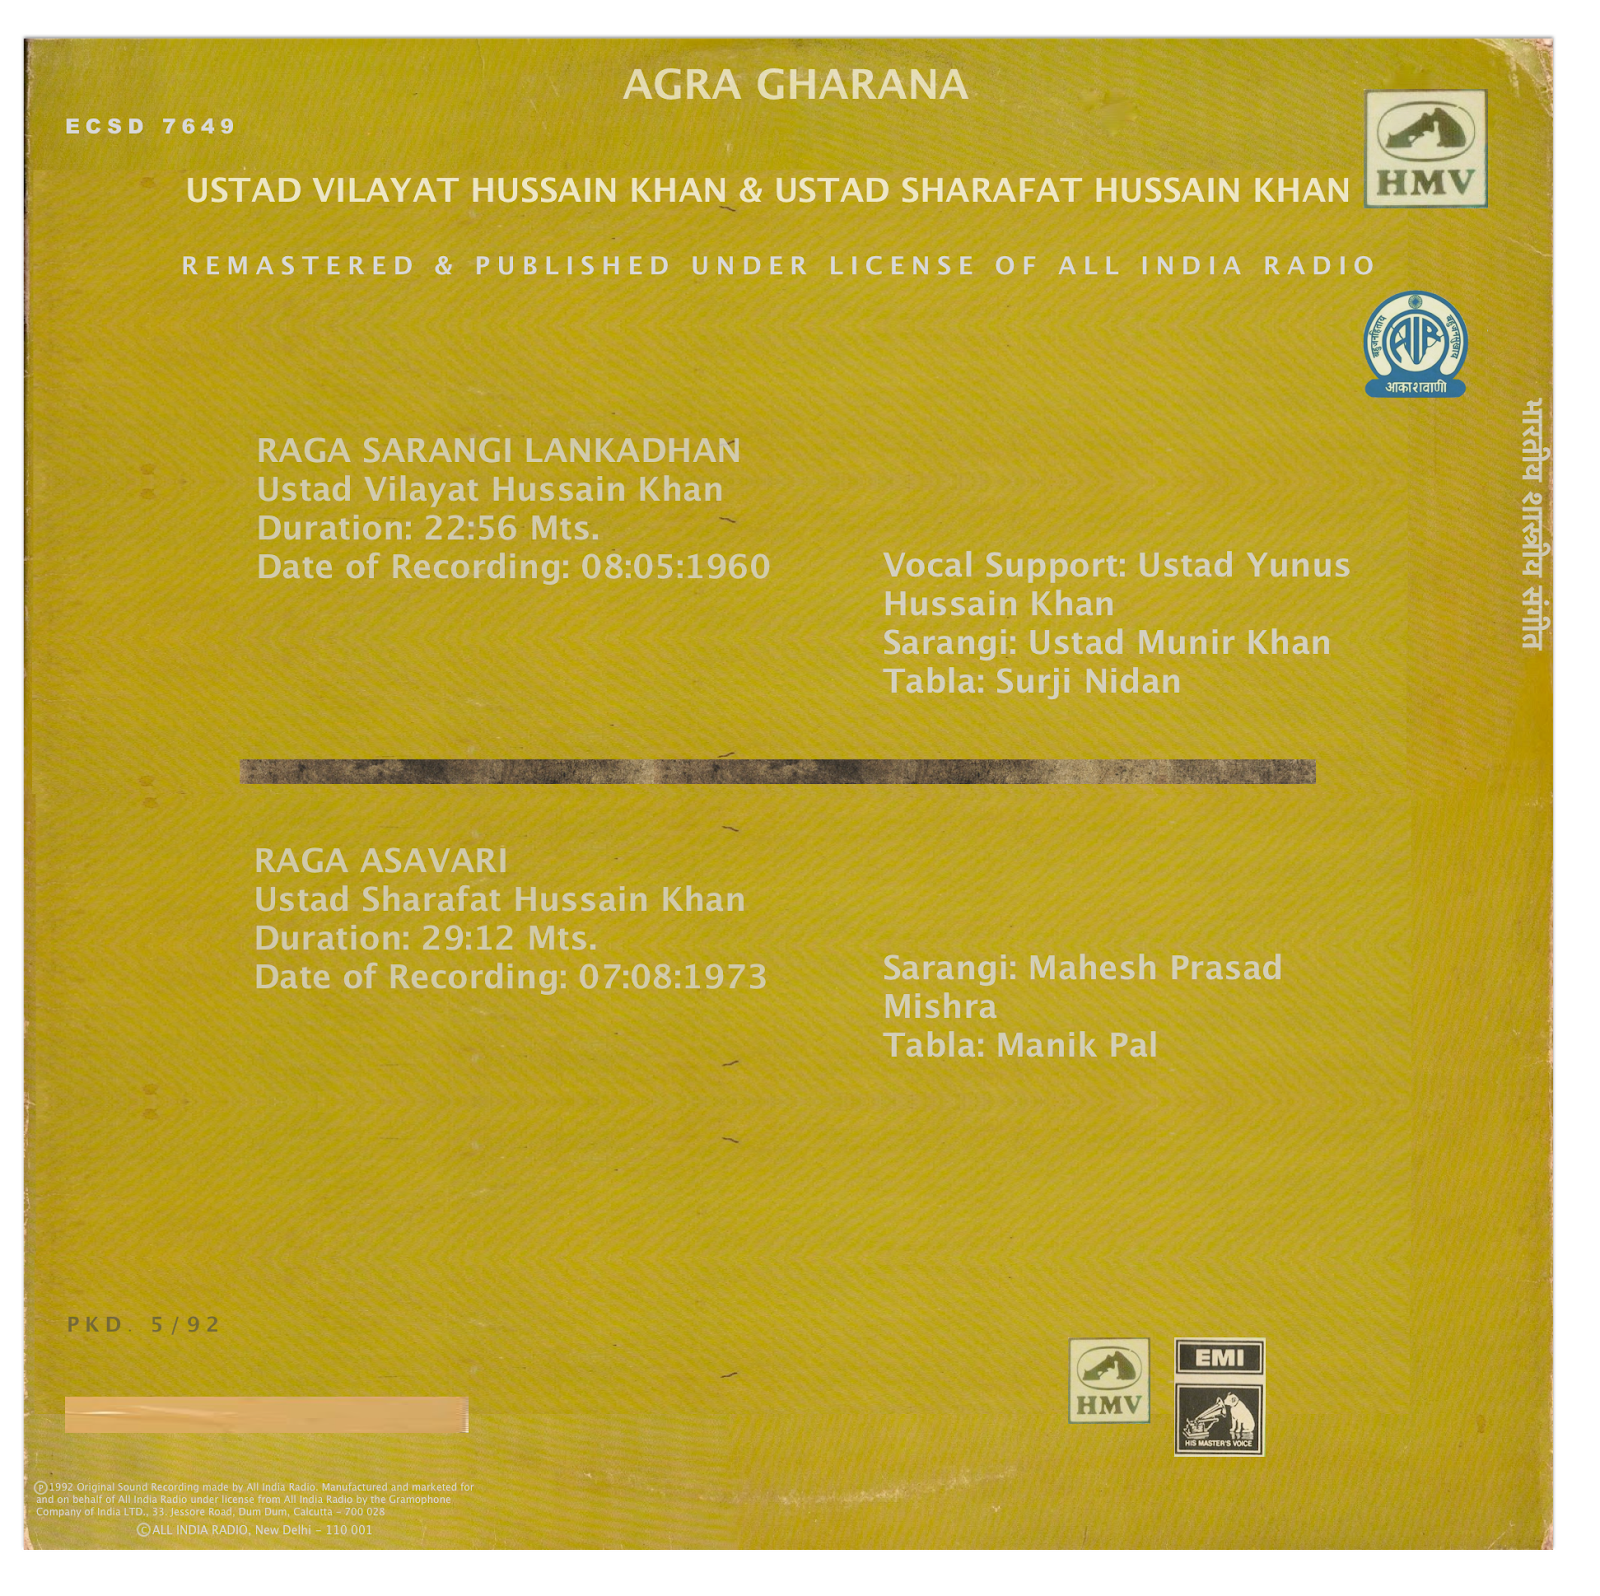 AGRA GHARANA
ECSD 7649
HMV
USTAD VILAYAT HUSSAIN KHAN & USTAD SHARAFAT HUSSAIN KHAN
REMASTERED & PUBLISHED UNDER LICENSE OF ALL INDIA RADIO
बहुजनहिताय
बहुजनसुखाय
AIR
आकाशवाणी
भारतीय शास्त्रीय संगीत
RAGA SARANGI LANKADHAN
Ustad Vilayat Hussain Khan
Duration: 22:56 Mts.
Date of Recording: 08:05:1960
Vocal Support: Ustad Yunus
Hussain Khan
Sarangi: Ustad Munir Khan
Tabla: Surji Nidan
RAGA ASAVARI
Ustad Sharafat Hussain Khan
Duration: 29:12 Mts.
Date of Recording: 07:08:1973
Sarangi: Mahesh Prasad
Mishra
Tabla: Manik Pal
PKD. 5/92
HMV
EMI
HIS MASTER'S VOICE
℗1992 Original Sound Recording made by All India Radio. Manufactured and marketed for
and on behalf of All India Radio under license from All India Radio by the Gramophone
Company of India LTD., 33. Jessore Road, Dum Dum, Calcutta - 700 028
©ALL INDIA RADIO, New Delhi - 110 001